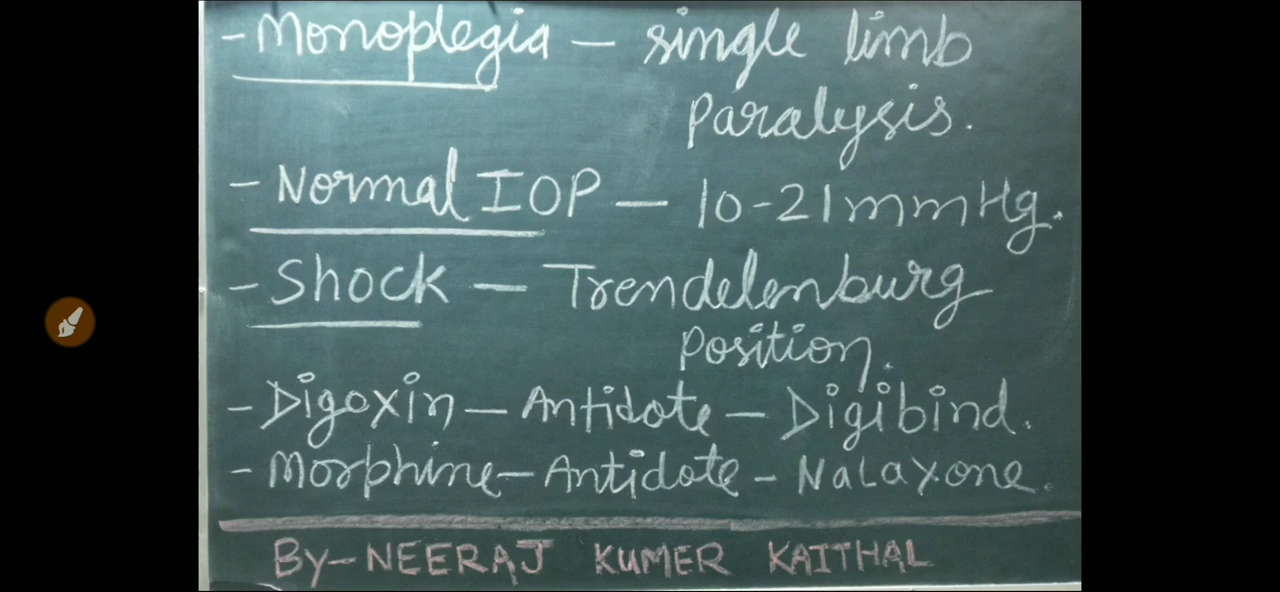 - Monoplegia - single limb
Paralysis.
- Normal IOP - 10-21mmHg.
- Shock - Trendelenburg
Position.
- Digoxin - Antidote - Digibind.
- Morphine - Antidote - Nalaxone.
By-NEERAJ KUMER KAITHAL